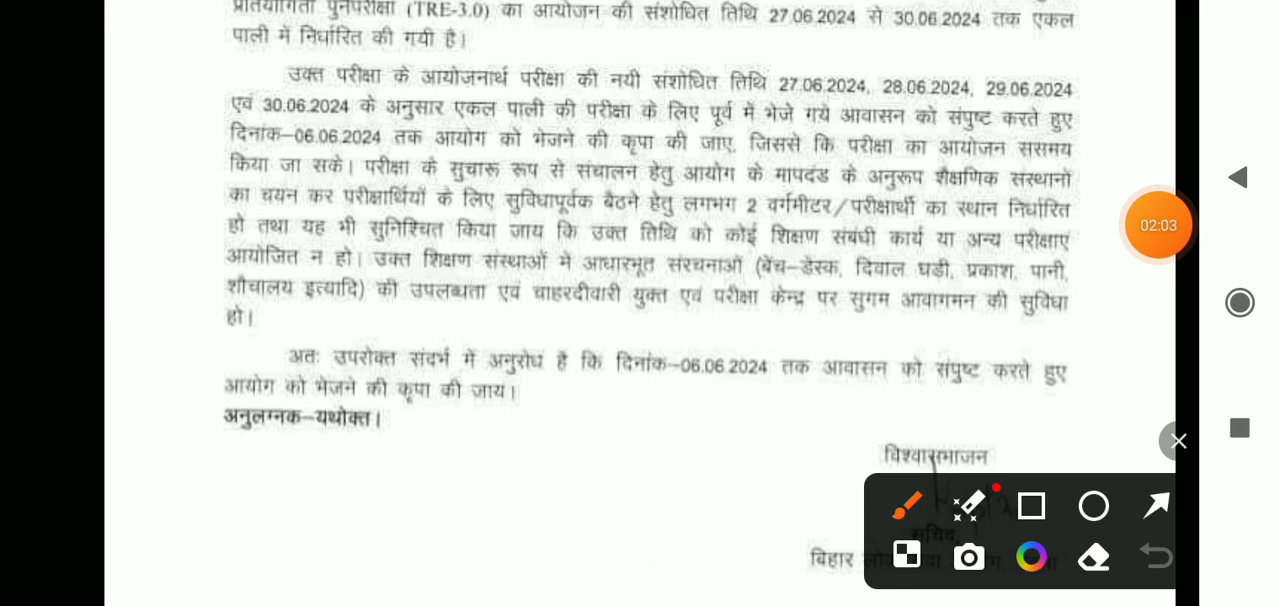 प्रतियोगिता पुनर्परीक्षा (TRE-3.0) का आयोजन की संशोधित तिथि 27.06.2024 से 30.06.2024 तक एकल
पाली में निर्धारित की गयी है।
उक्त परीक्षा के आयोजनार्थ परीक्षा की नयी संशोधित तिथि 27.06.2024, 28.06.2024, 29.06.2024
एवं 30.06.2024 के अनुसार एकल पाली की परीक्षा के लिए पूर्व में भेजे गये आवासन को संपुष्ट करते हुए
दिनांक–06.06.2024 तक आयोग को भेजने की कृपा की जाए, जिससे कि परीक्षा का आयोजन ससमय
किया जा सके। परीक्षा के सुचारू रूप से संचालन हेतु आयोग के मापदंड के अनुरूप शैक्षणिक संस्थानों
का चयन कर परीक्षार्थियों के लिए सुविधापूर्वक बैठने हेतु लगभग 2 वर्गमीटर/परीक्षार्थी का स्थान निर्धारित
हो तथा यह भी सुनिश्चित किया जाय कि उक्त तिथि को कोई शिक्षण संबंधी कार्य या अन्य परीक्षाएं
आयोजित न हो। उक्त शिक्षण संस्थाओं में आधारभूत संरचनाओं (बेंच–डेस्क, दिवाल घड़ी, प्रकाश, पानी,
शौचालय इत्यादि) की उपलब्धता एवं चाहरदीवारी युक्त एवं परीक्षा केन्द्र पर सुगम आवागमन की सुविधा
हो।
अतः उपरोक्त संदर्भ में अनुरोध है कि दिनांक–06.06.2024 तक आवासन को संपुष्ट करते हुए
आयोग को भेजने की कृपा की जाय।
अनुलग्नक–यथोक्त।
विश्वासभाजन
सचिव,
बिहार
02:03